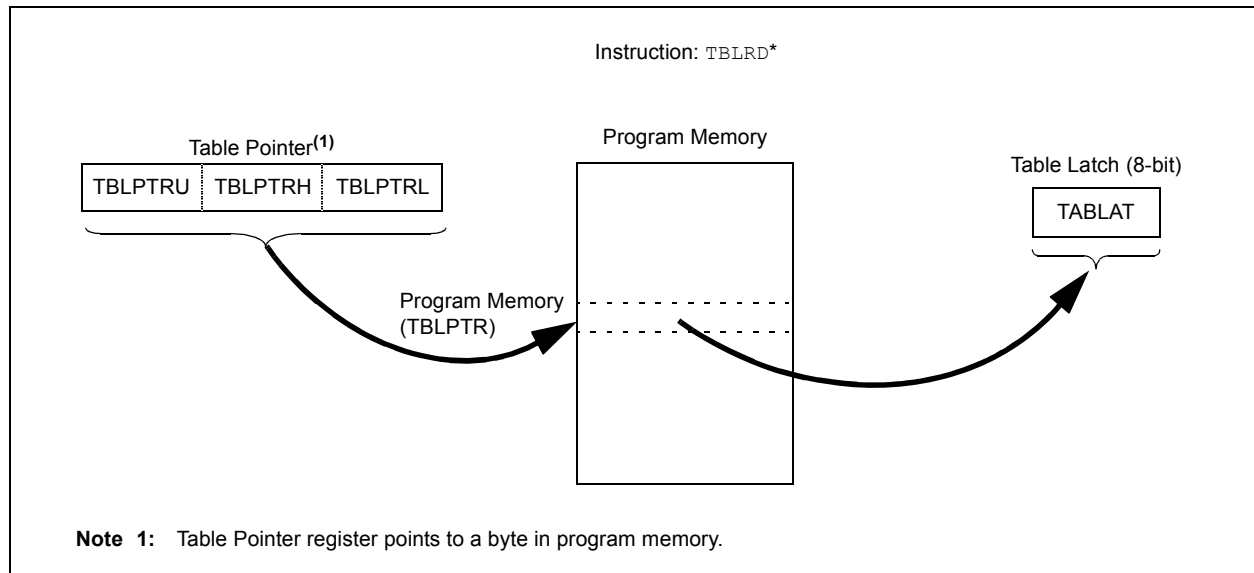 Instruction: TBLRD*
Table Pointer(1)
TBLPTRU TBLPTRH TBLPTRL
Program Memory
Table Latch (8-bit)
TABLAT
Program Memory
(TBLPTR)
Note 1: Table Pointer register points to a byte in program memory.